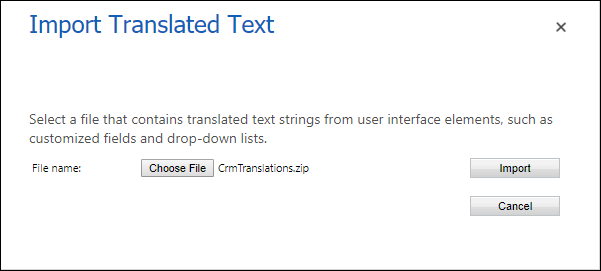 Import Translated Text
Select a file that contains translated text strings from user interface elements, such as
customized fields and drop-down lists.
File name: Choose File CrmTranslations.zip Import
Cancel